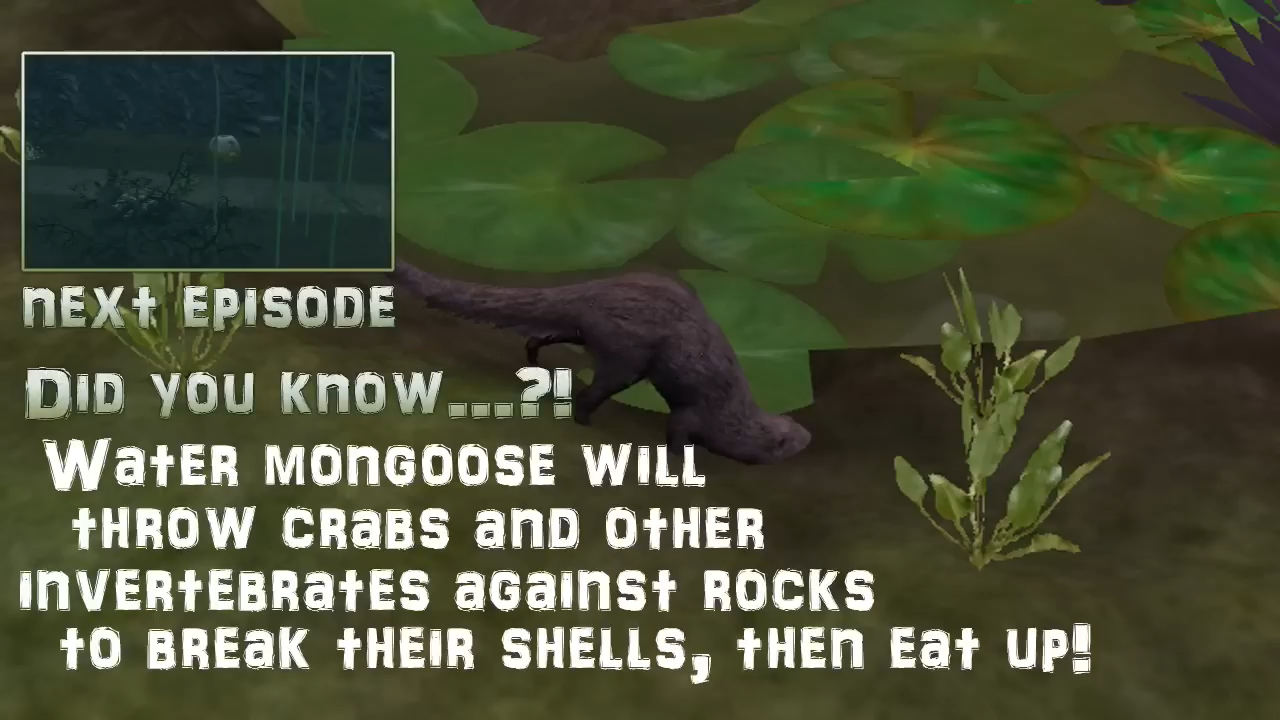 Next Episode
Did you know...?!
Water mongoose will
throw crabs and other
invertebrates against rocks
to break their shells, then eat up!